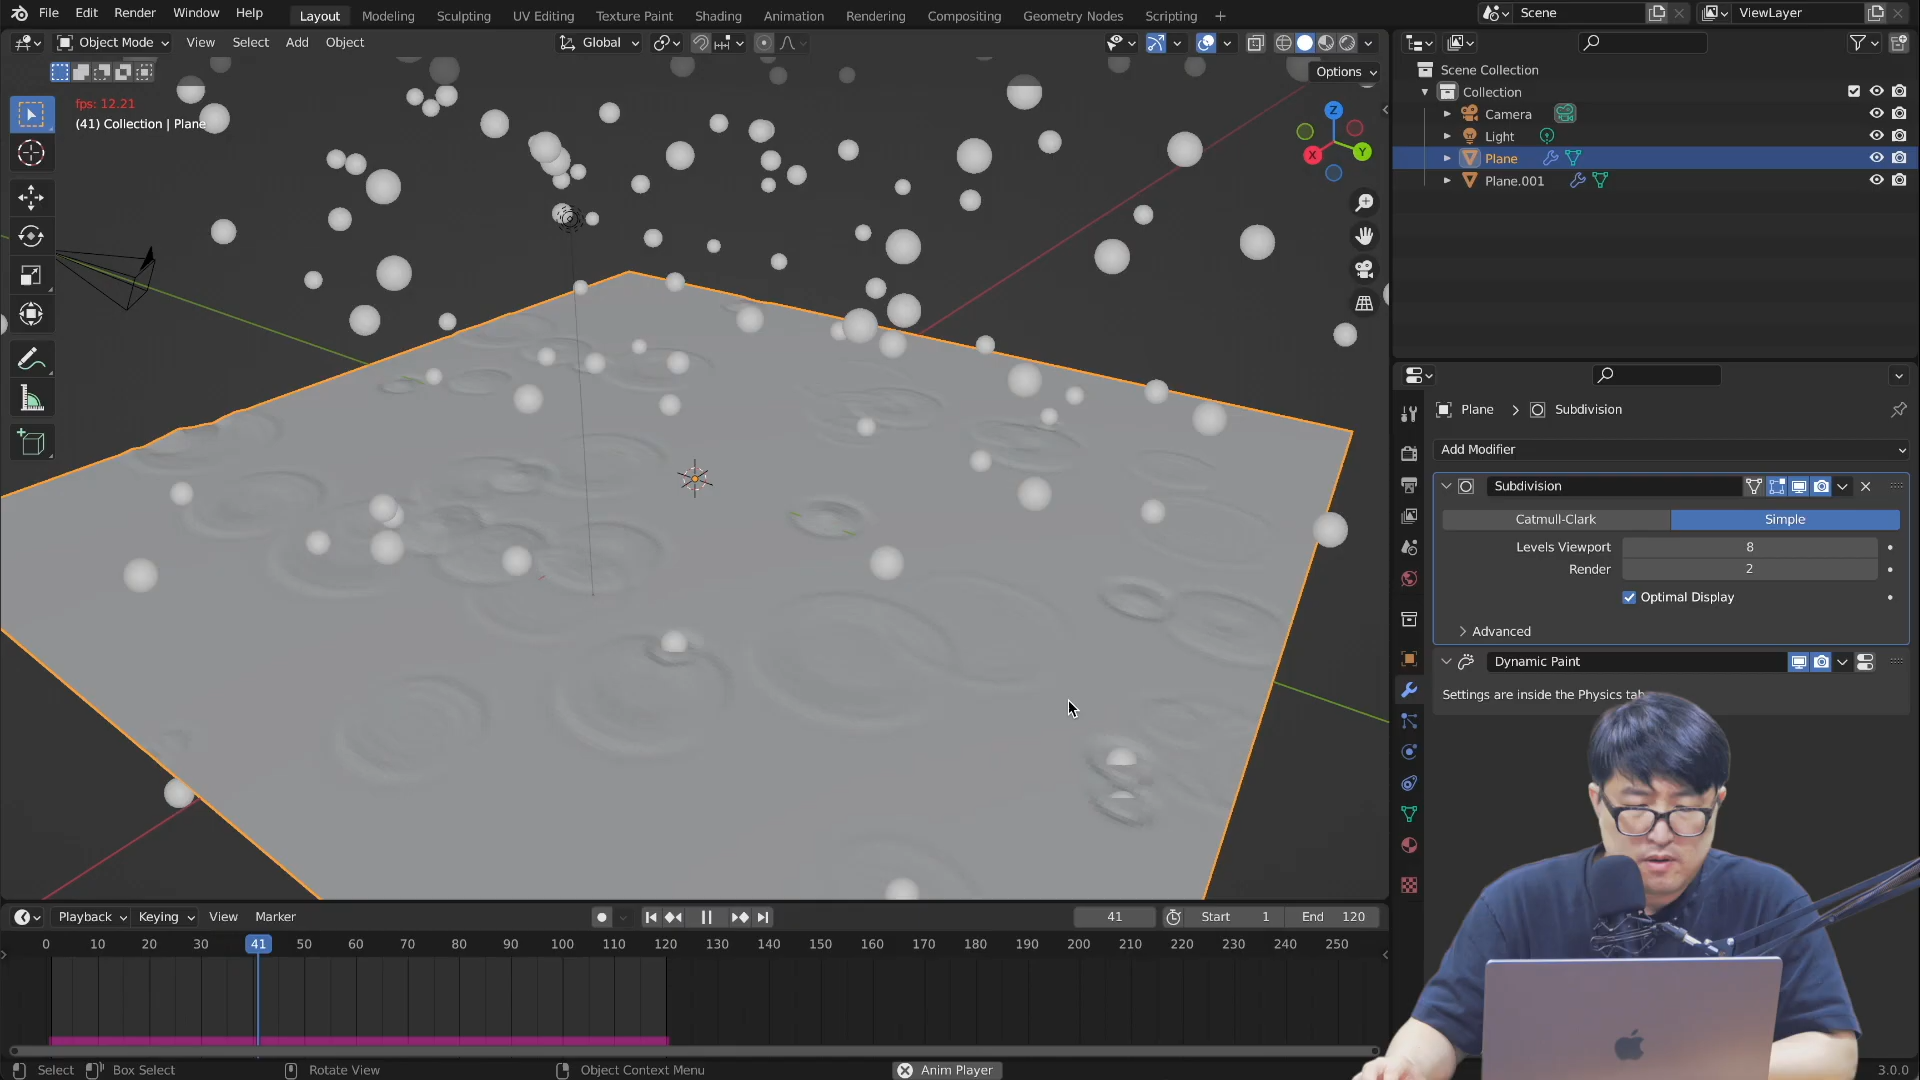 File Edit Render Window Help Layout Modeling Sculpting UV Editing Texture Paint Shading Animation Rendering Compositing Geometry Nodes Scripting + Scene ViewLayer
Object Mode View Select Add Object Global
Options
fps: 12.21
(41) Collection | Plane
Z
X
Y
Scene Collection
Collection
Camera
Light
Plane
Plane.001
Plane > Subdivision
Add Modifier
Subdivision
Catmull-Clark Simple
Levels Viewport 8
Render 2
Optimal Display
Advanced
Dynamic Paint
Settings are inside the Physics tab
Playback Keying View Marker 41 Start 1 End 120
0 10 20 30 41 50 60 70 80 90 100 110 120 130 140 150 160 170 180 190 200 210 220 230 240 250
Select Box Select Rotate View Object Context Menu Anim Player 3.0.0